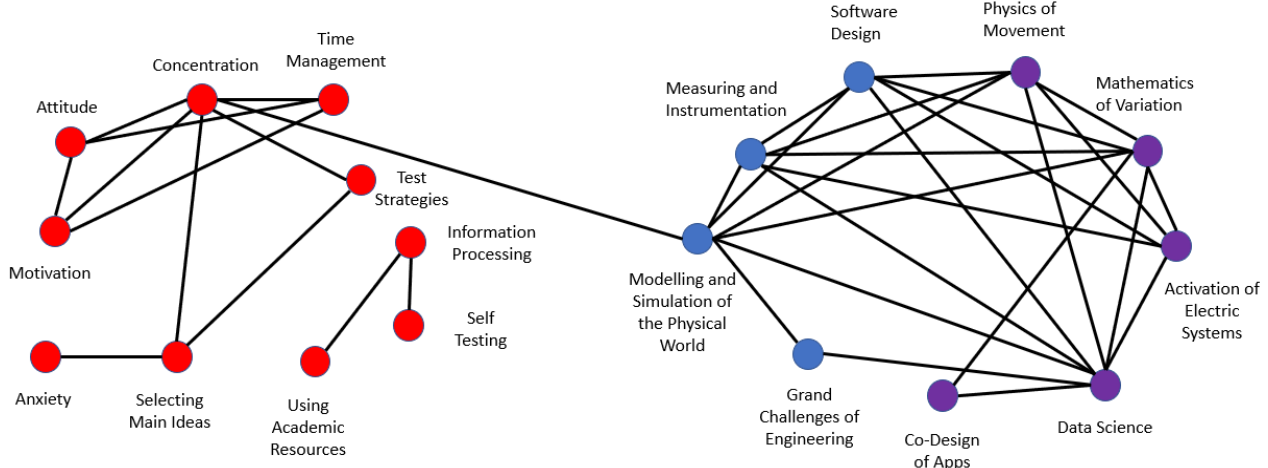 Time
Management
Concentration
Attitude
Test
Strategies
Information
Processing
Motivation
Self
Testing
Anxiety
Selecting
Main Ideas
Using
Academic
Resources
Software
Design
Physics of
Movement
Measuring and
Instrumentation
Mathematics
of Variation
Modelling and
Simulation of
the Physical
World
Activation of
Electric
Systems
Grand
Challenges of
Engineering
Co-Design
of Apps
Data Science